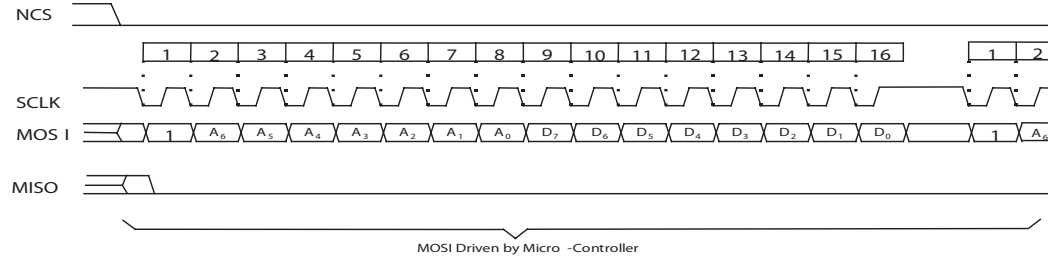 NCS
1 2 3 4 5 6 7 8 9 10 11 12 13 14 15 16 1 2
SCLK
MOS I 1 A₆ A₅ A₄ A₃ A₂ A₁ A₀ D₇ D₆ D₅ D₄ D₃ D₂ D₁ D₀ 1 A₆
MISO
MOSI Driven by Micro -Controller